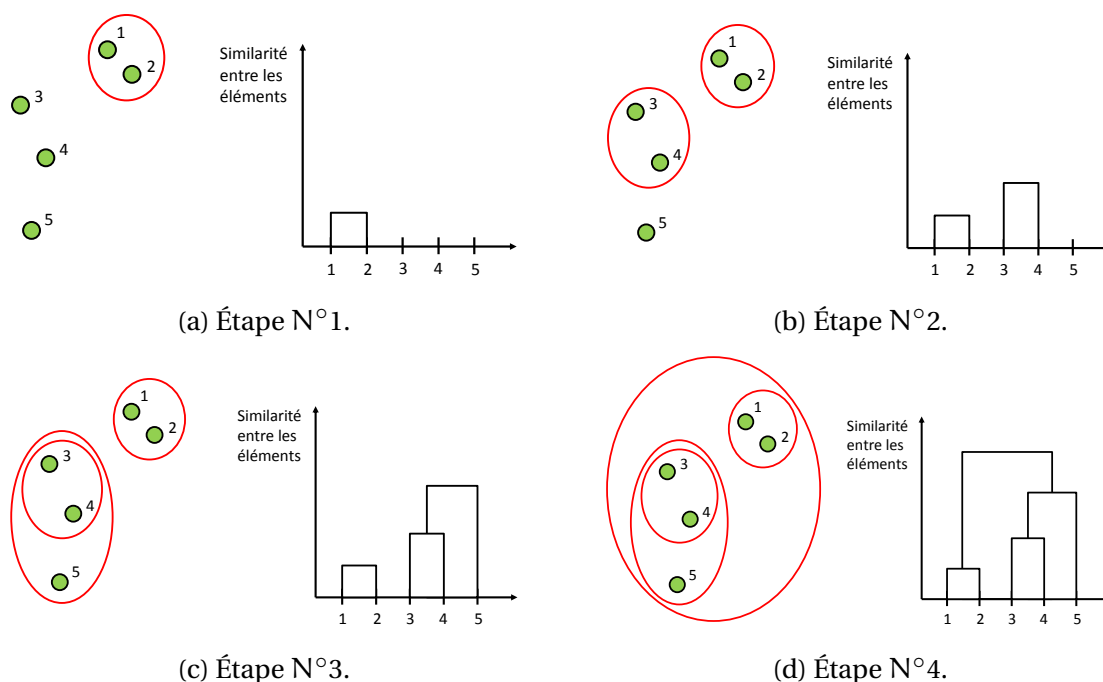 1
2
3
4
5
Similarité
entre les
éléments
1 2 3 4 5
(a) Étape N°1.
1
2
3
4
5
Similarité
entre les
éléments
1 2 3 4 5
(b) Étape N°2.
1
2
3
4
5
Similarité
entre les
éléments
1 2 3 4 5
(c) Étape N°3.
1
2
3
4
5
Similarité
entre les
éléments
1 2 3 4 5
(d) Étape N°4.